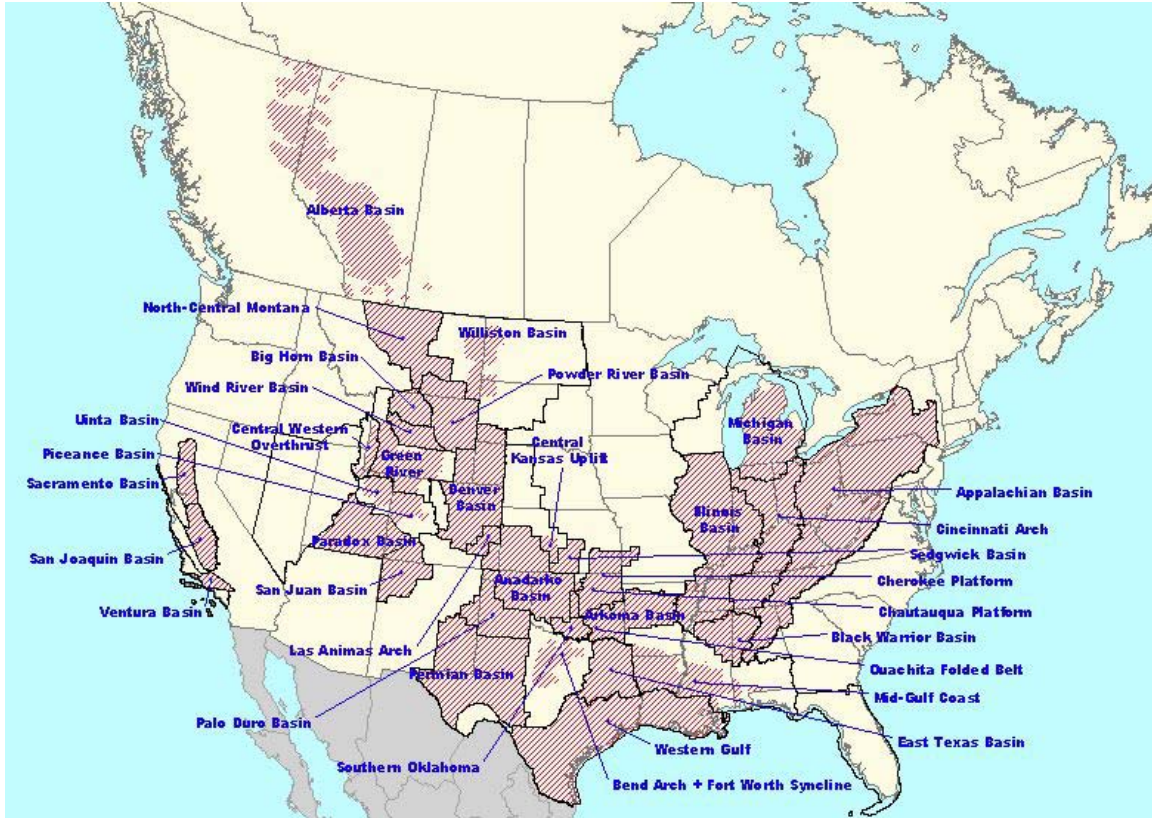 Alberta Basin
North-Central Montana
Williston Basin
Big Horn Basin
Powder River Basin
Wind River Basin
Uinta Basin
Central Western
Overthrust
Michigan
Basin
Central
Kansas Uplift
Piceance Basin
Green
River
Sacramento Basin
Denver
Basin
Appalachian Basin
Illinois
Basin
Cincinnati Arch
Paradox Basin
San Joaquin Basin
Sedgwick Basin
Anadarko
Basin
Cherokee Platform
San Juan Basin
Ventura Basin
Arkoma Basin
Chautauqua Platform
Black Warrior Basin
Las Animas Arch
Ouachita Folded Belt
Permian Basin
Mid-Gulf Coast
Palo Duro Basin
East Texas Basin
Western Gulf
Southern Oklahoma
Bend Arch + Fort Worth Syncline